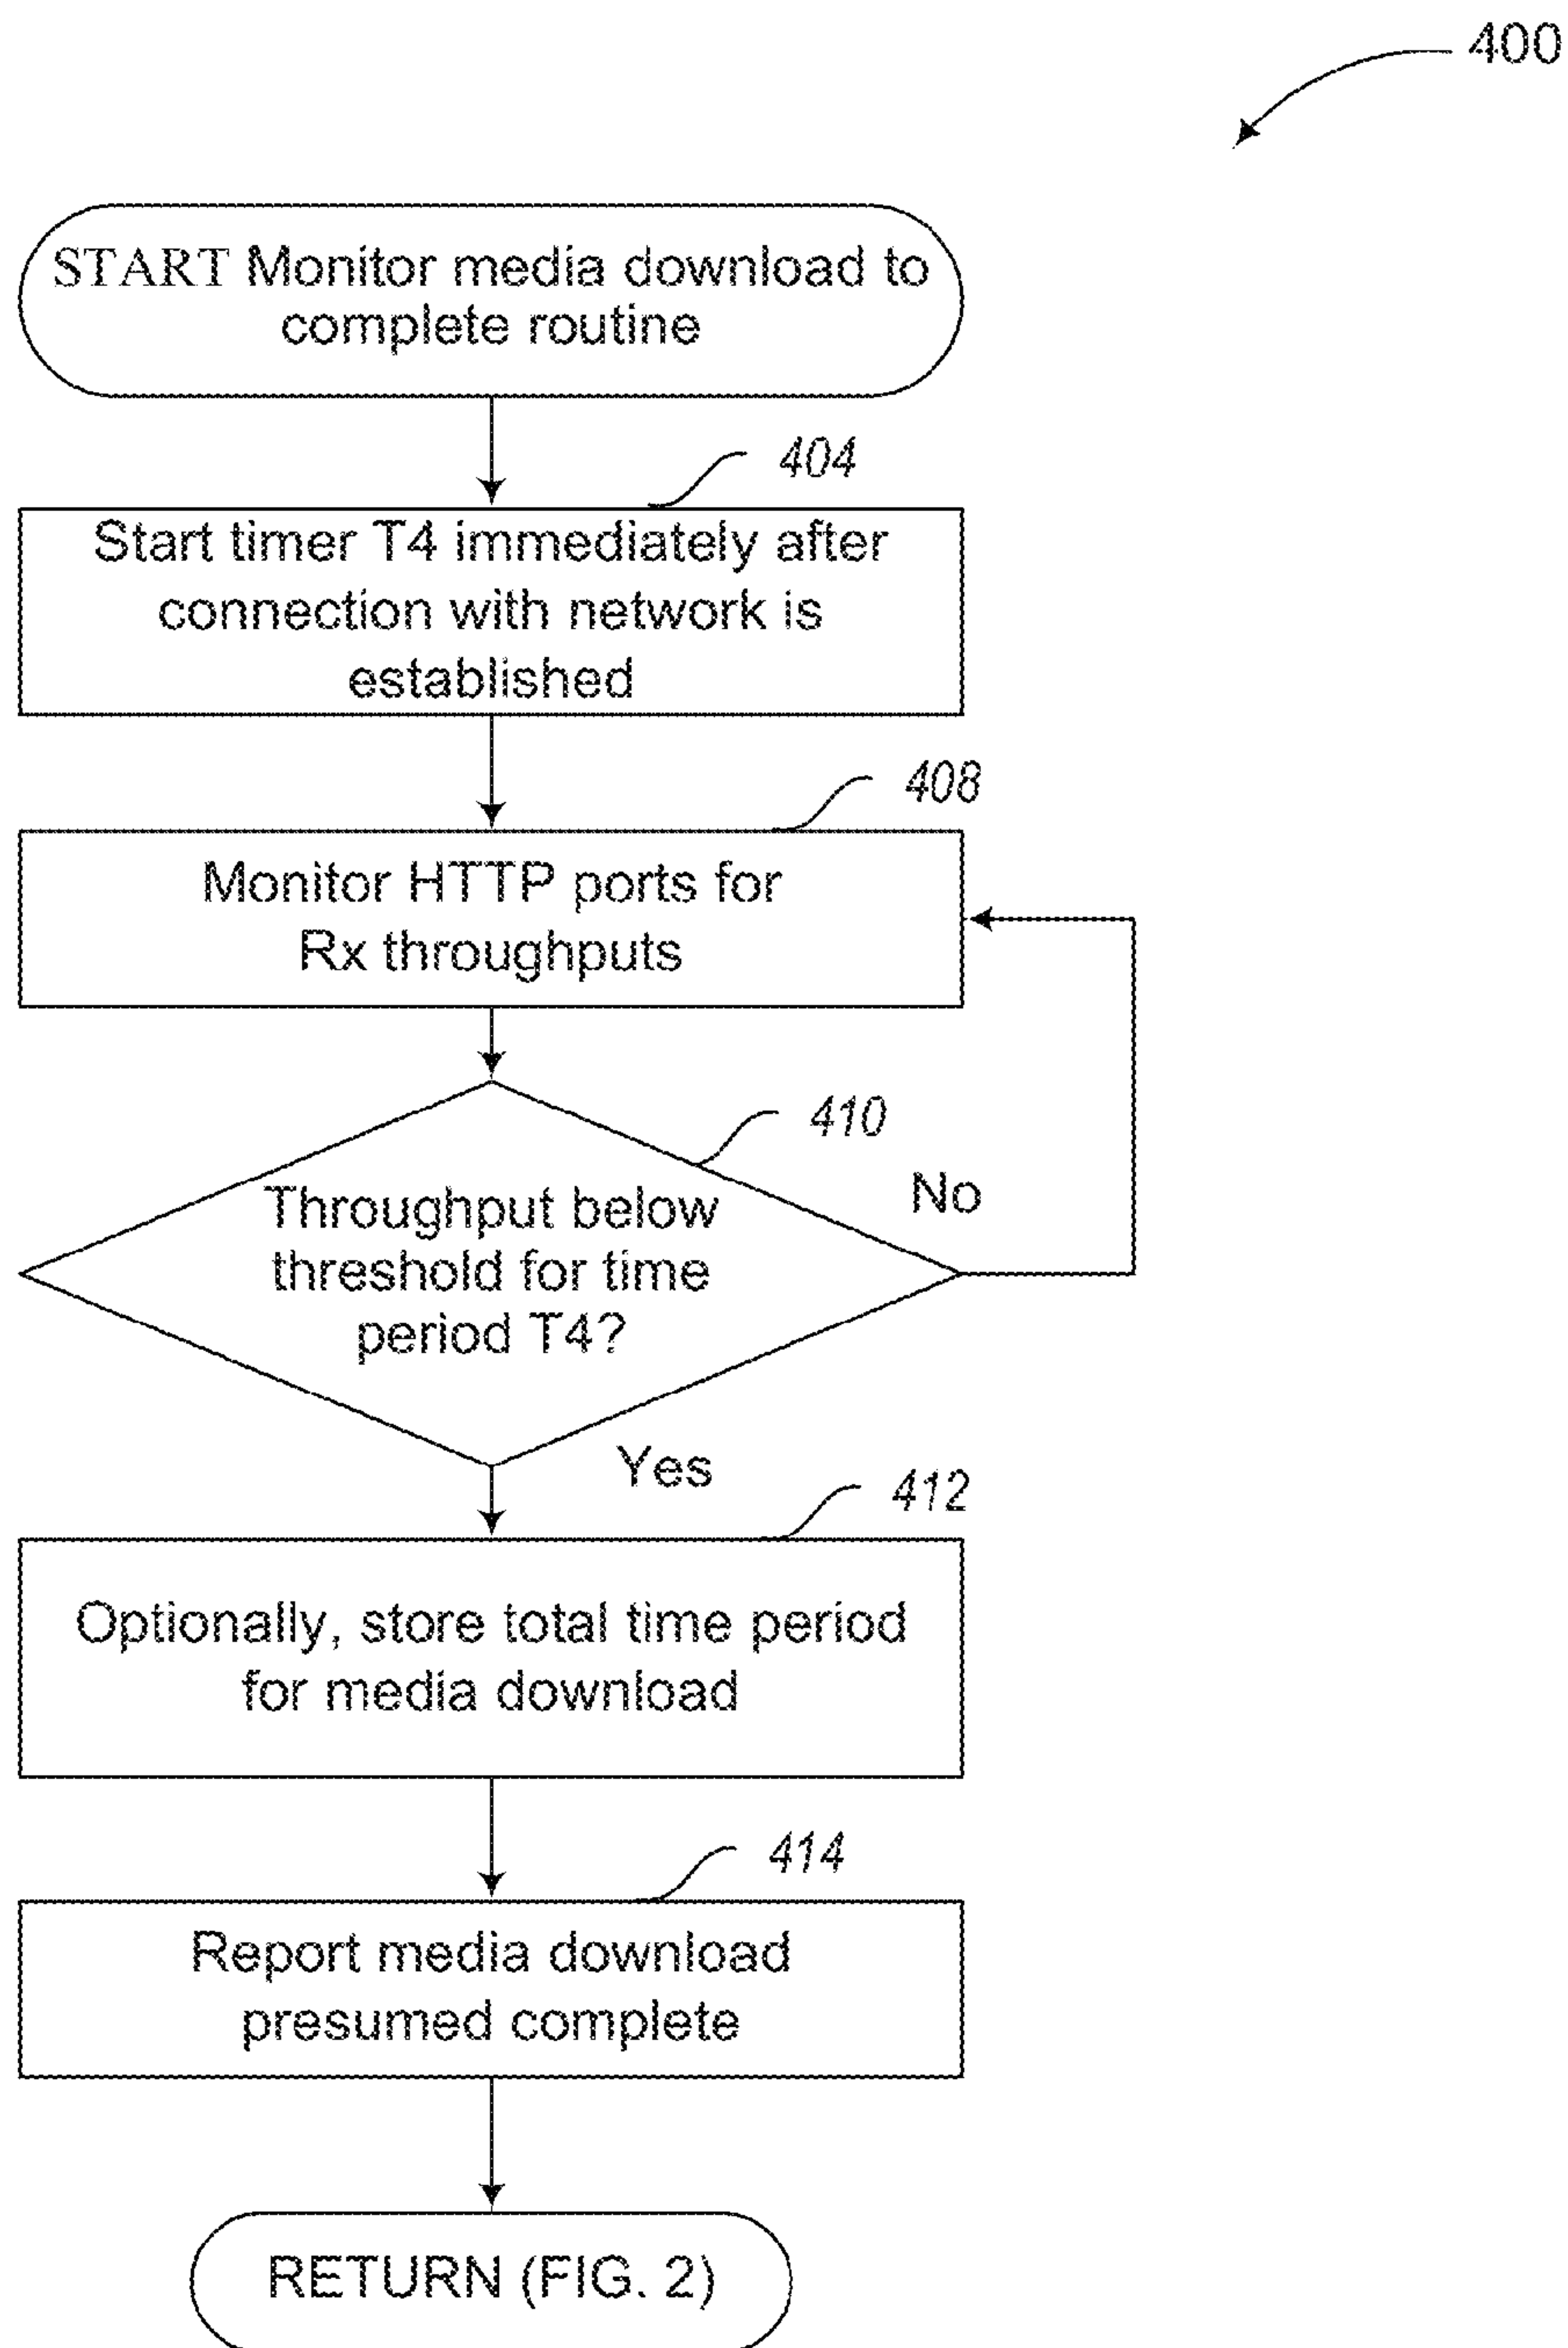 400
START Monitor media download to
complete routine
404
Start timer T4 immediately after
connection with network is
established
408
Monitor HTTP ports for
Rx throughputs
410
Throughput below
threshold for time
period T4?
No
Yes
412
Optionally, store total time period
for media download
414
Report media download
presumed complete
RETURN (FIG. 2)